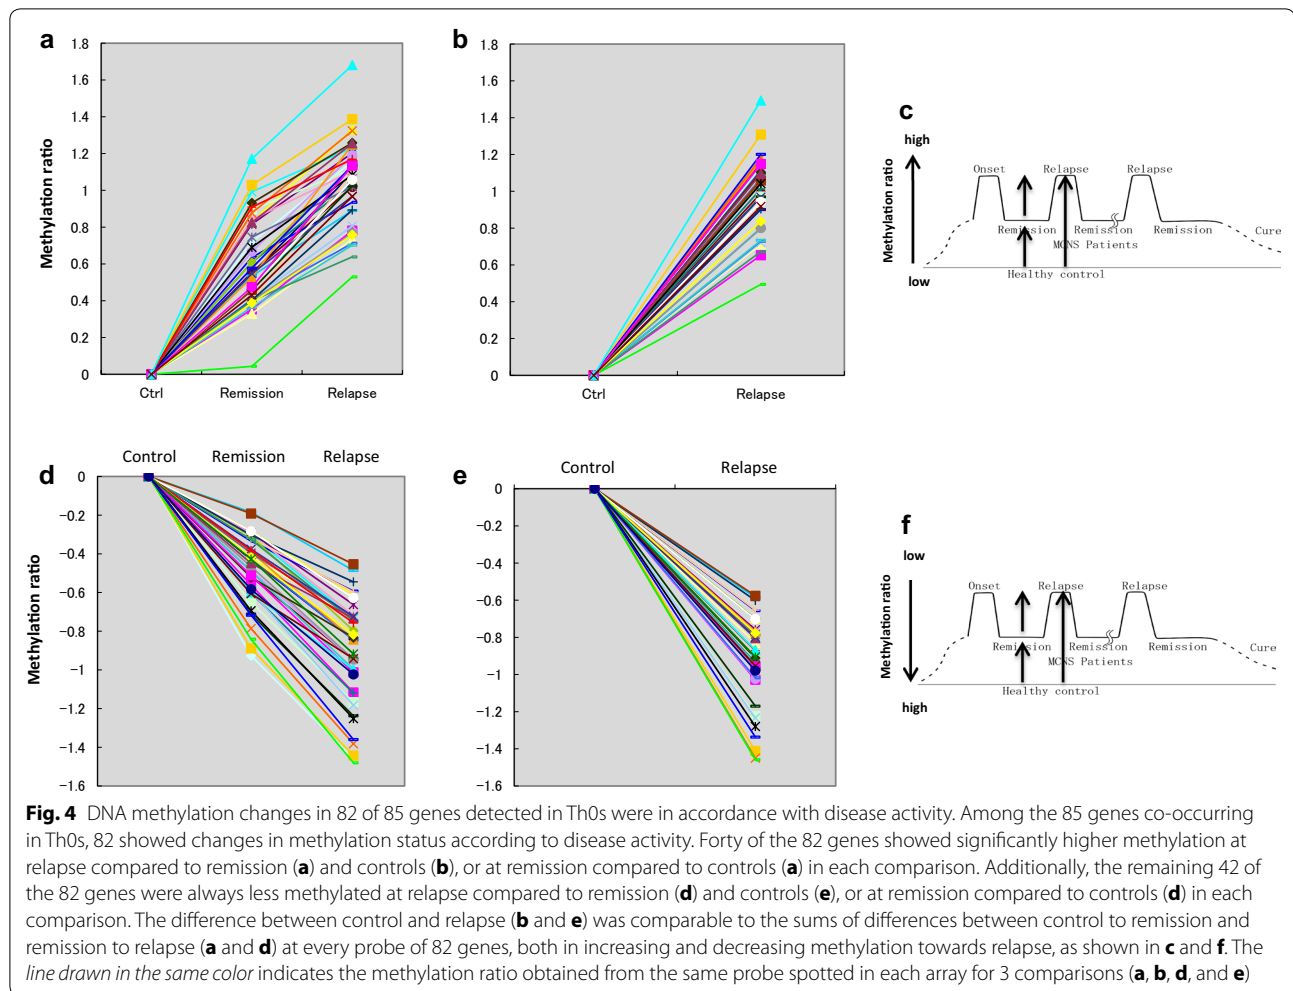 a
Methylation ratio
1.8
1.6
1.4
1.2
1
0.8
0.6
0.4
0.2
0
Ctrl Remission Relapse
b
1.8
1.6
1.4
1.2
1
0.8
0.6
0.4
0.2
0
Ctrl Relapse
c
Methylation ratio
high
low
Onset Relapse Relapse
Remission Remission Remission
MCNS Patients
Cure
Healthy control
d
Control Remission Relapse
Methylation ratio
0
−0.2
−0.4
−0.6
−0.8
−1
−1.2
−1.4
−1.6
e
Control Relapse
0
−0.2
−0.4
−0.6
−0.8
−1
−1.2
−1.4
−1.6
f
Methylation ratio
low
high
Onset Relapse Relapse
Remission Remission Remission
Cure
MCNS Patients
Healthy control
Fig. 4 DNA methylation changes in 82 of 85 genes detected in Th0s were in accordance with disease activity. Among the 85 genes co-occurring
in Th0s, 82 showed changes in methylation status according to disease activity. Forty of the 82 genes showed significantly higher methylation at
relapse compared to remission (a) and controls (b), or at remission compared to controls (a) in each comparison. Additionally, the remaining 42 of
the 82 genes were always less methylated at relapse compared to remission (d) and controls (e), or at remission compared to controls (d) in each
comparison. The difference between control and relapse (b and e) was comparable to the sums of differences between control to remission and
remission to relapse (a and d) at every probe of 82 genes, both in increasing and decreasing methylation towards relapse, as shown in c and f. The
line drawn in the same color indicates the methylation ratio obtained from the same probe spotted in each array for 3 comparisons (a, b, d, and e)